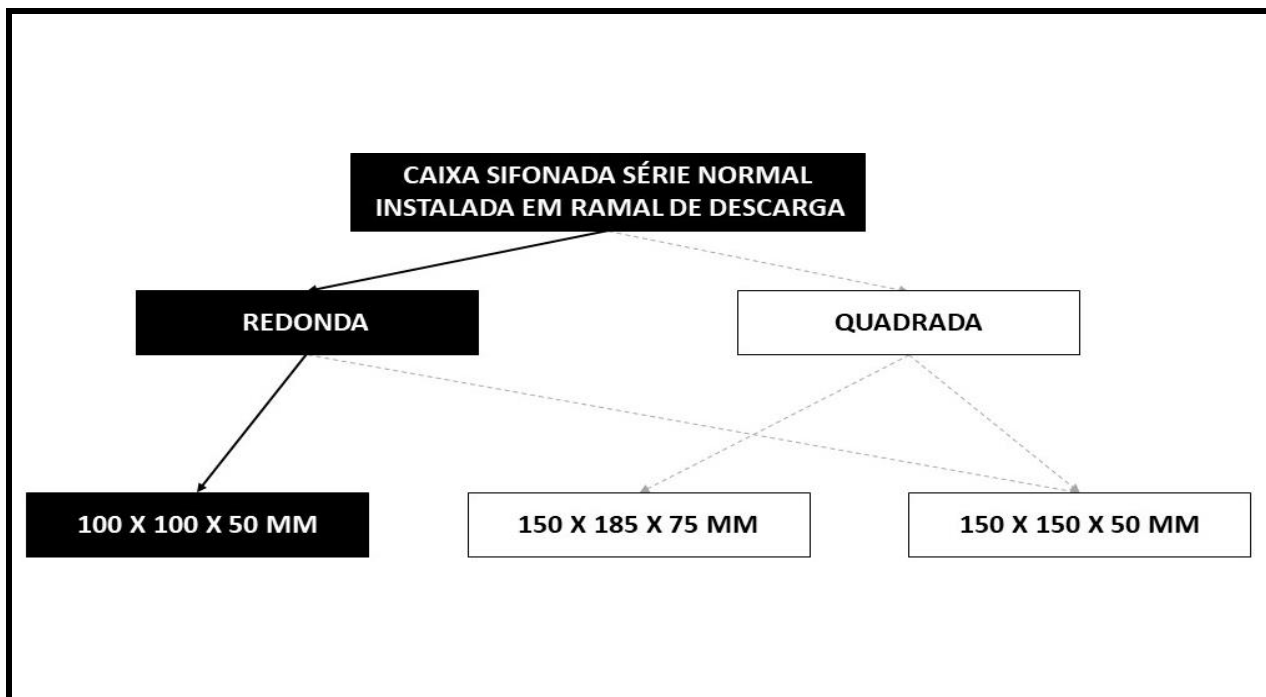 CAIXA SIFONADA SÉRIE NORMAL
INSTALADA EM RAMAL DE DESCARGA
REDONDA
QUADRADA
100 X 100 X 50 MM
150 X 185 X 75 MM
150 X 150 X 50 MM